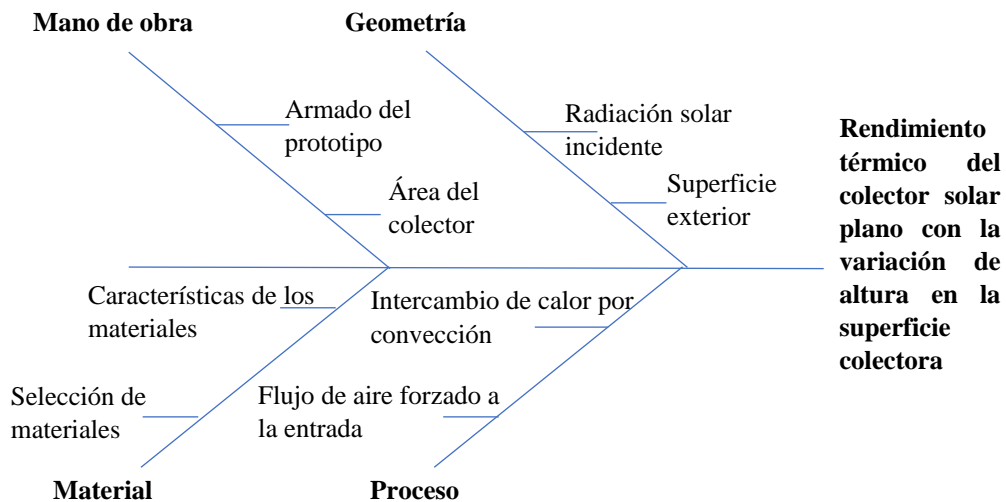 Mano de obra
Geometría
Armado del
prototipo
Radiación solar
incidente
Área del
colector
Superficie
exterior
Rendimiento
térmico del
colector solar
plano con la
variación de
altura en la
superficie
colectora
Características de los
materiales
Intercambio de calor por
convección
Selección de
materiales
Flujo de aire forzado a
la entrada
Material
Proceso